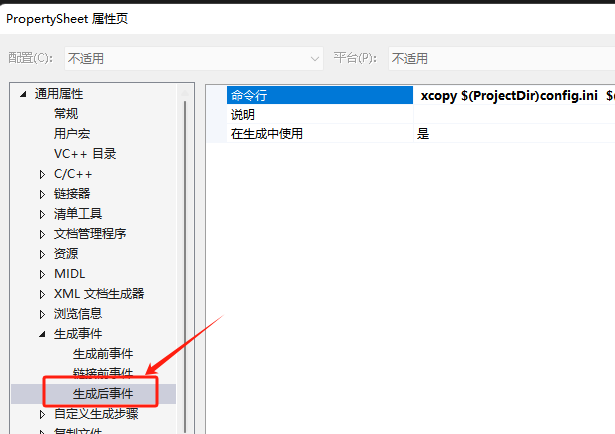 PropertySheet 属性页
配置(C): 不适用 平台(P): 不适用
通用属性
常规
用户宏
VC++ 目录
C/C++
链接器
清单工具
文档管理程序
资源
MIDL
XML 文档生成器
浏览信息
生成事件
生成前事件
链接前事件
生成后事件
自定义生成步骤
复制文件
命令行 xcopy $(ProjectDir)config.ini $(
说明
在生成中使用 是